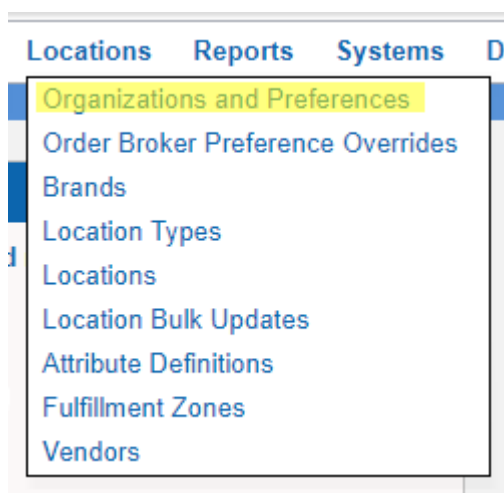 Locations Reports Systems D
Organizations and Preferences
Order Broker Preference Overrides
Brands
Location Types
d
Locations
Location Bulk Updates
Attribute Definitions
Fulfillment Zones
Vendors